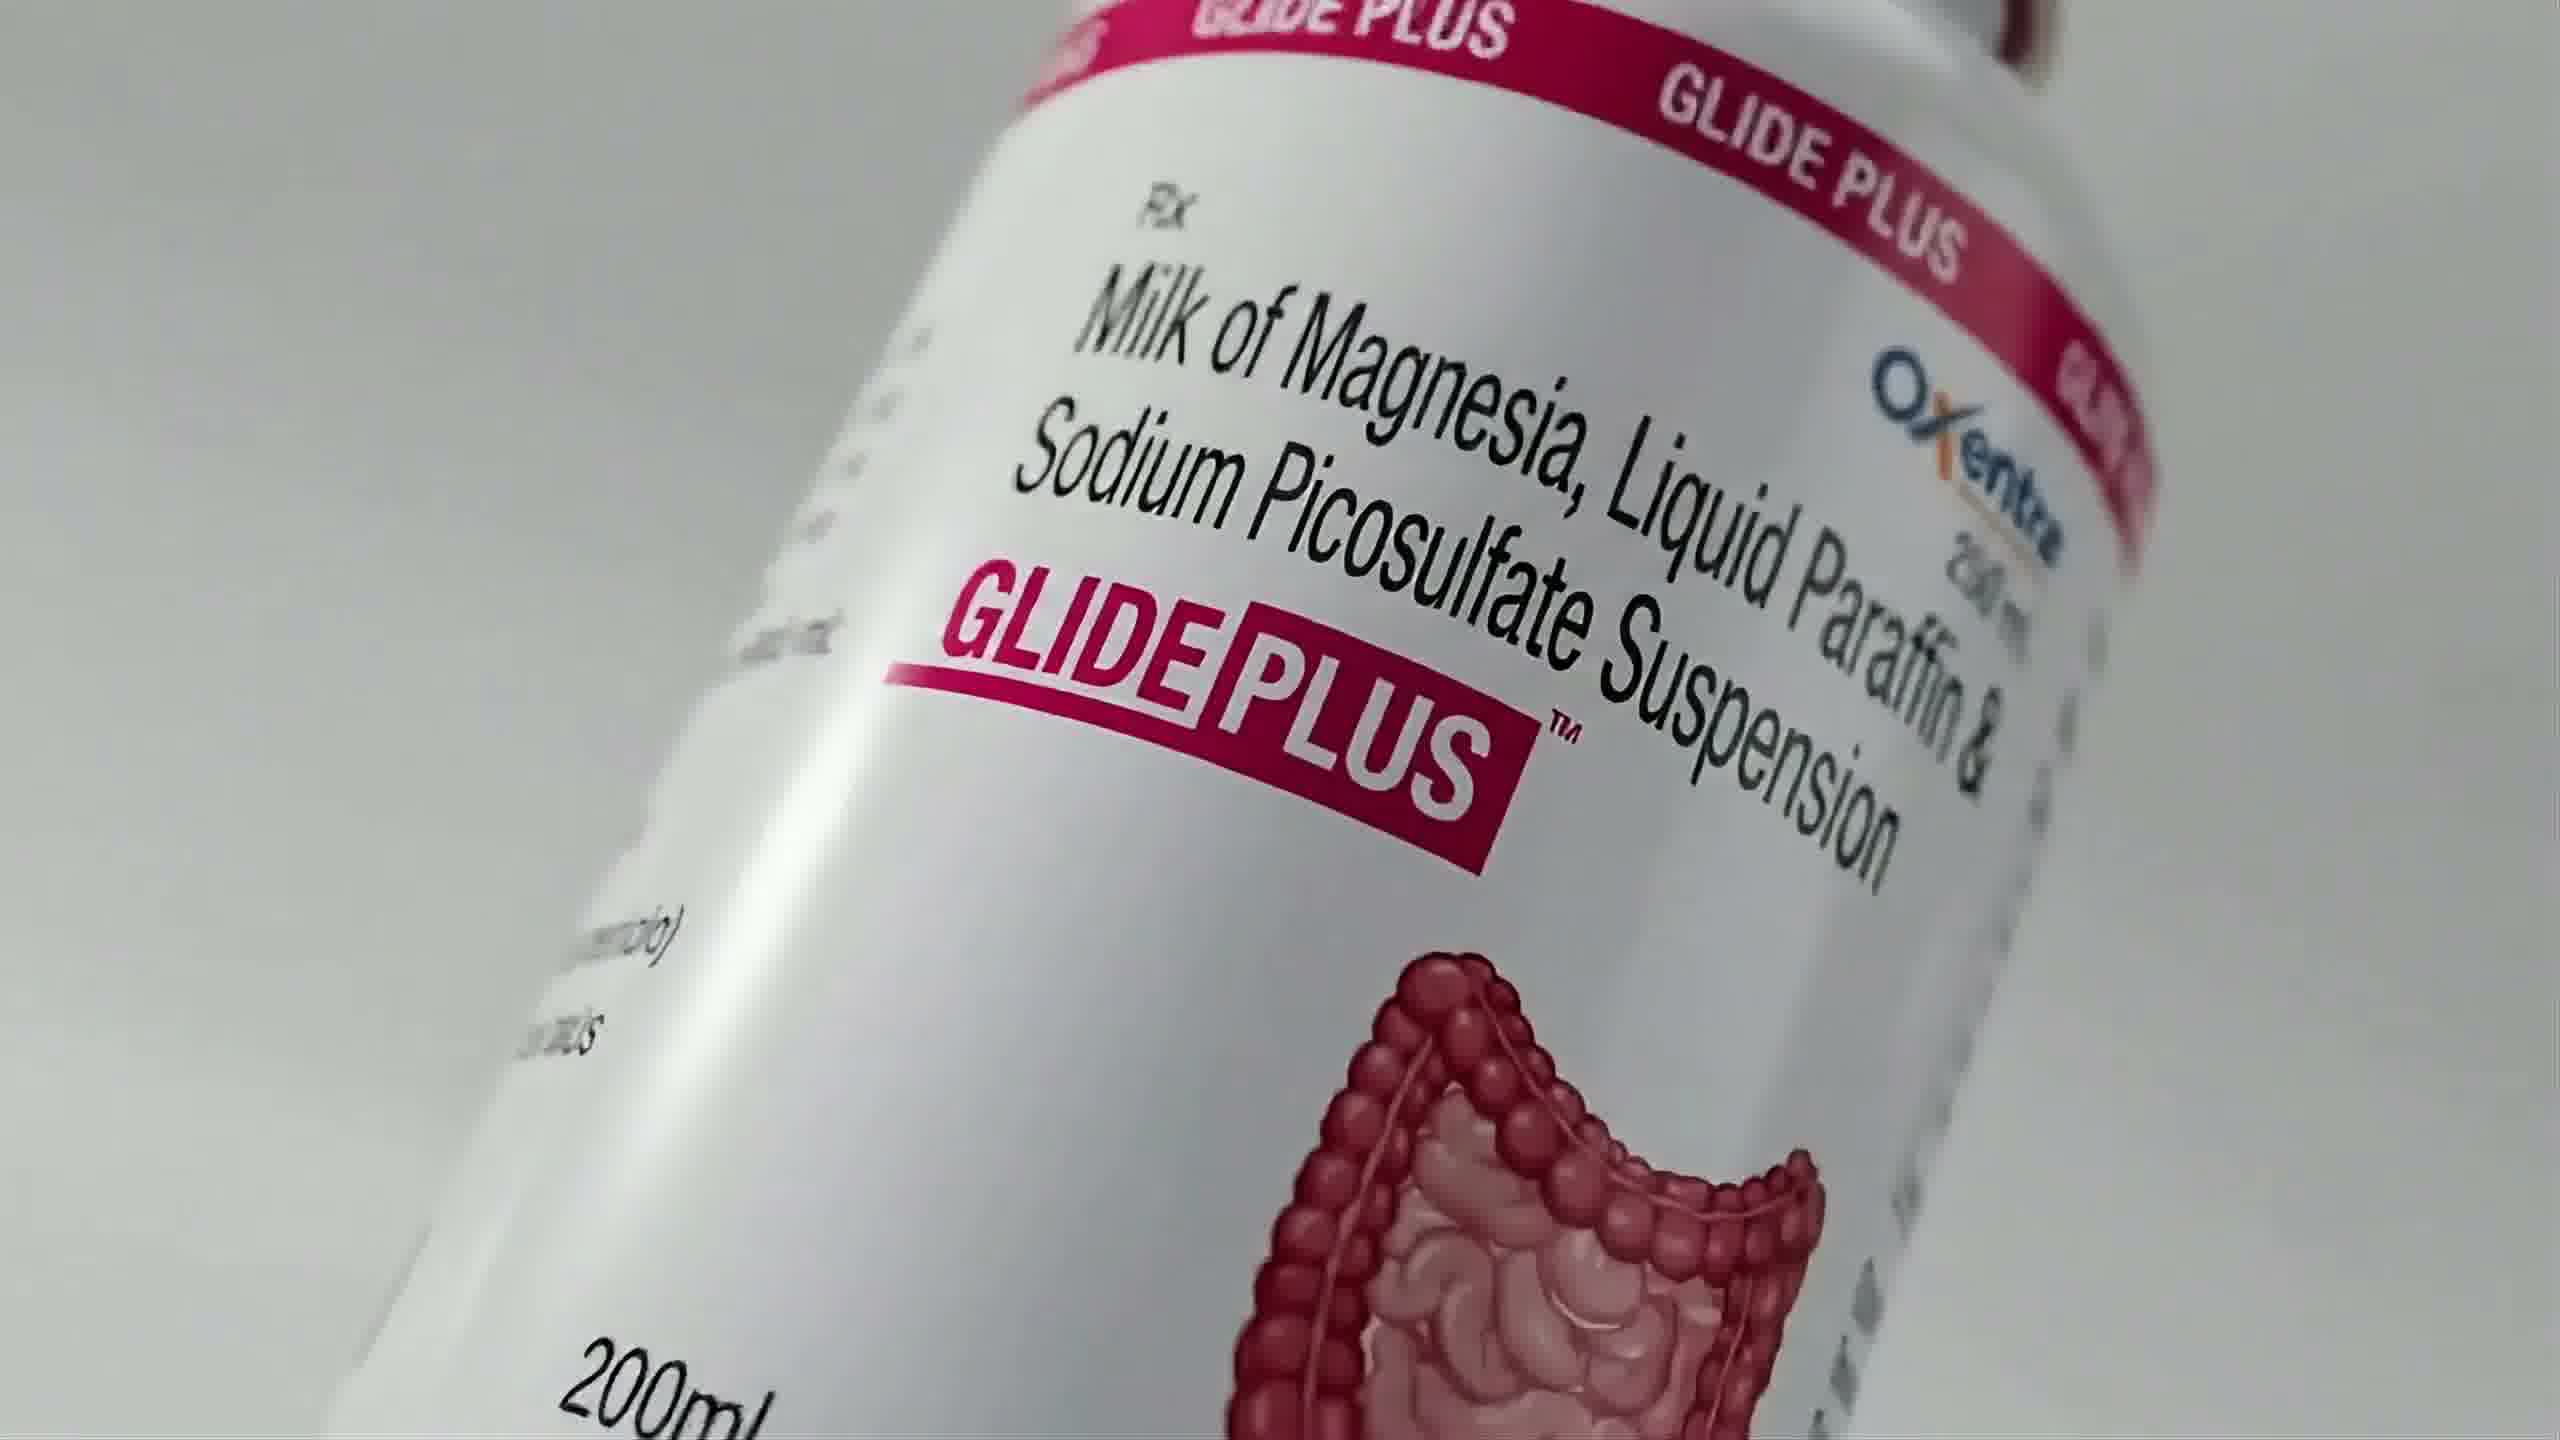 GLIDE PLUS
GLIDE PLUS
Rx
Oxentra
Milk of Magnesia, Liquid Paraffin &
Sodium Picosulfate Suspension
GLIDE PLUS™
200ml